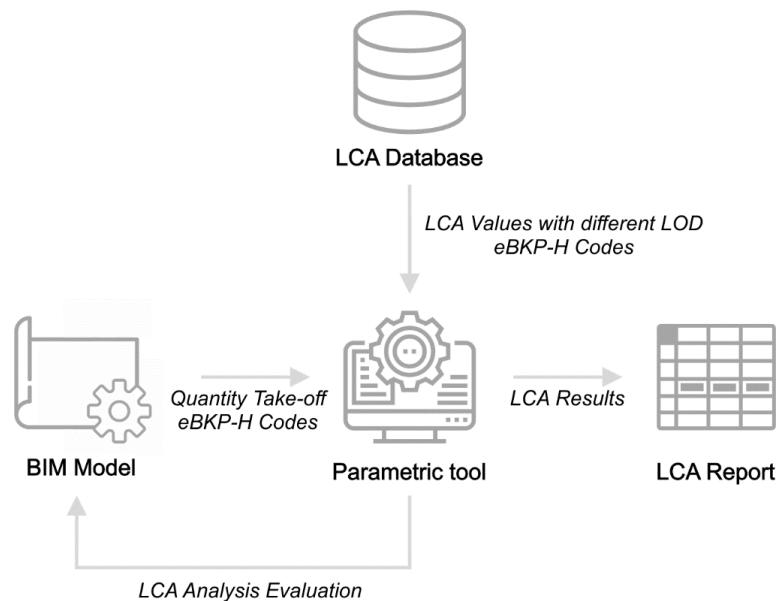 LCA Database
LCA Values with different LOD
eBKP-H Codes
Quantity Take-off
eBKP-H Codes
LCA Results
BIM Model
Parametric tool
LCA Report
LCA Analysis Evaluation